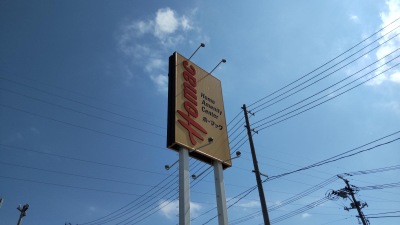 Homac
Home
Amenity
Center
ホーマック